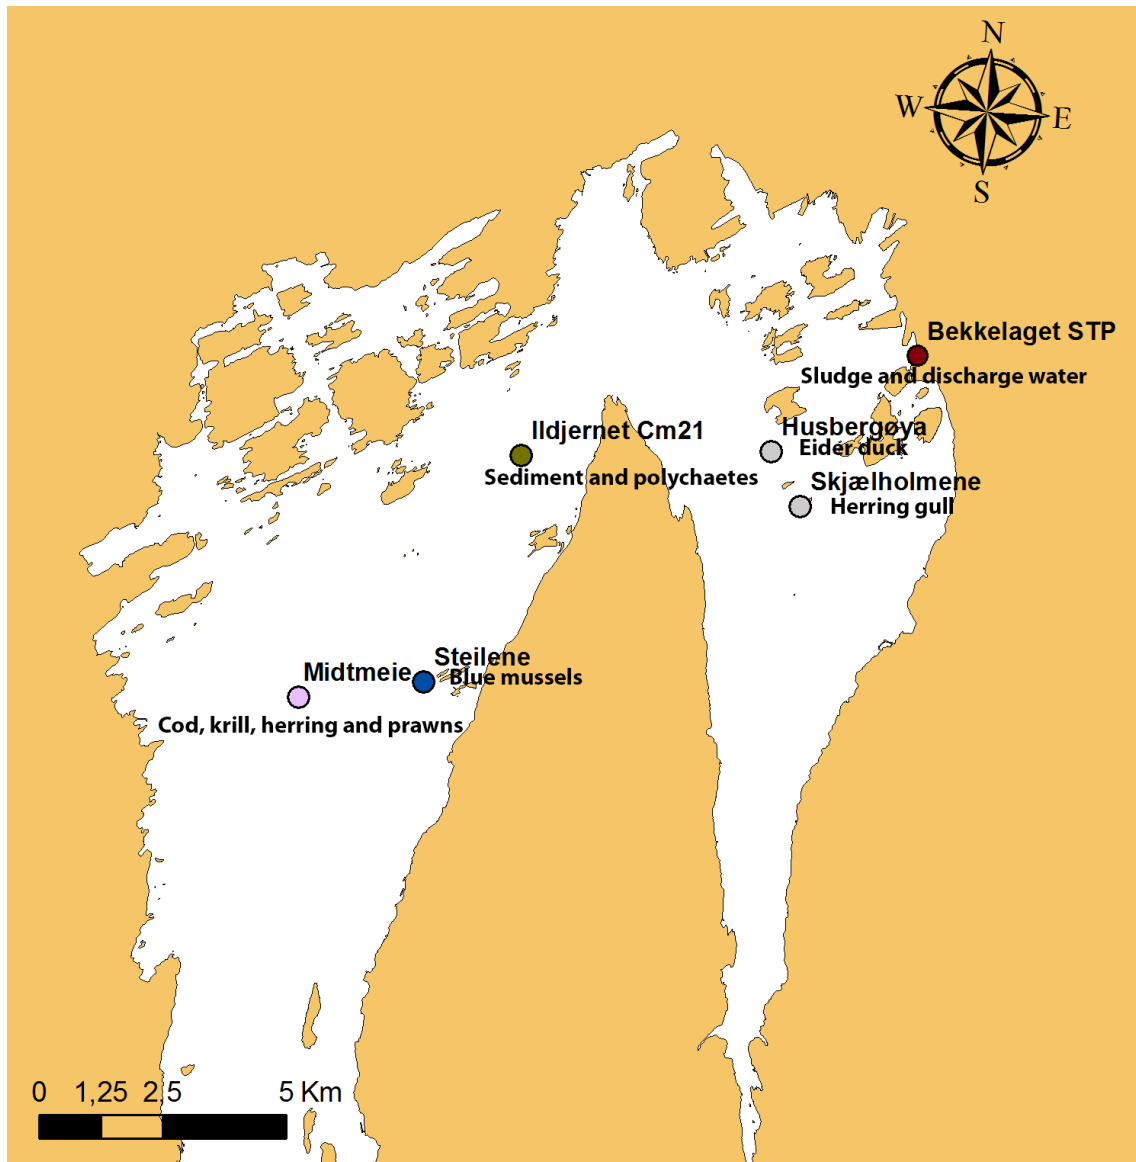 N
W
E
S
Bekkelaget STP
Sludge and discharge water
Ildjernet Cm21
Sediment and polychaetes
Husbergøya
Eider duck
Skjælholmene
Herring gull
Steilene
Blue mussels
Midtmeie
Cod, krill, herring and prawns
0 1,25 2,5 5 Km